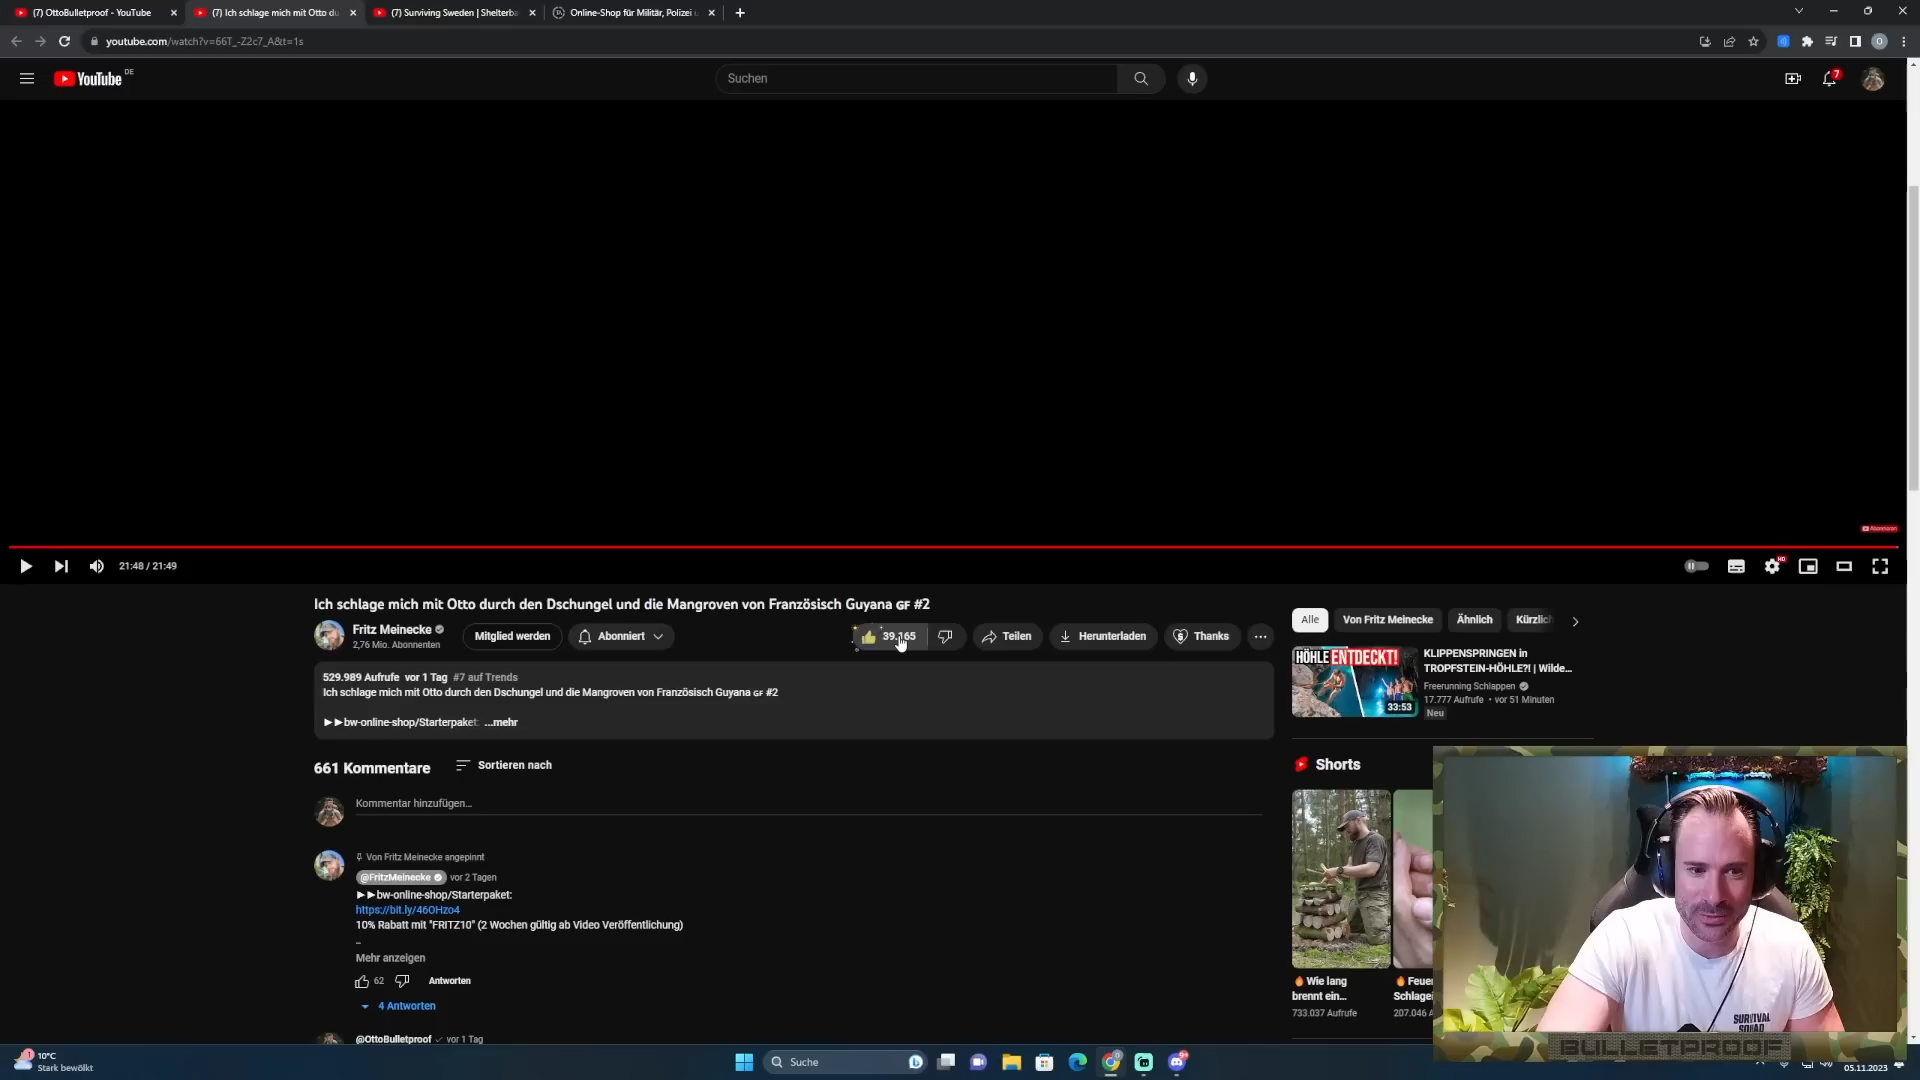 (7) OttoBulletproof - YouTube
(7) Ich schlage mich mit Otto du
(7) Surviving Sweden | Shelterba
Online-Shop für Militär, Polizei u
youtube.com/watch?v=66T_-Z2c7_A&t=1s
YouTube DE
Suchen
7
Abonnieren
21:48 / 21:49
HD
Ich schlage mich mit Otto durch den Dschungel und die Mangroven von Französisch Guyana GF #2
Fritz Meinecke
2,76 Mio. Abonnenten
Mitglied werden
Abonniert
39.165
Teilen
Herunterladen
Thanks
529.989 Aufrufe vor 1 Tag #7 auf Trends
Ich schlage mich mit Otto durch den Dschungel und die Mangroven von Französisch Guyana GF #2
▶▶bw-online-shop/Starterpaket: ...mehr
661 Kommentare
Sortieren nach
Kommentar hinzufügen...
Von Fritz Meinecke angepinnt
@FritzMeinecke vor 2 Tagen
▶▶bw-online-shop/Starterpaket:
https://bit.ly/46OHzo4
10% Rabatt mit "FRITZ10" (2 Wochen gültig ab Video Veröffentlichung)
–
Mehr anzeigen
62
Antworten
4 Antworten
@OttoBulletproof vor 1 Tag
Alle
Von Fritz Meinecke
Ähnlich
Kürzlich
HÖHLE ENTDECKT!
33:53
KLIPPENSPRINGEN in
TROPFSTEIN-HÖHLE?! | Wilde...
Freerunning Schlappen
17.777 Aufrufe • vor 51 Minuten
Neu
Shorts
Wie lang
brennt ein...
733.037 Aufrufe
Feuer
Schlagei
207.046 A
SURVIVAL
SQUAD
BULLETPROOF
10°C
Stark bewölkt
Suche
05.11.2023